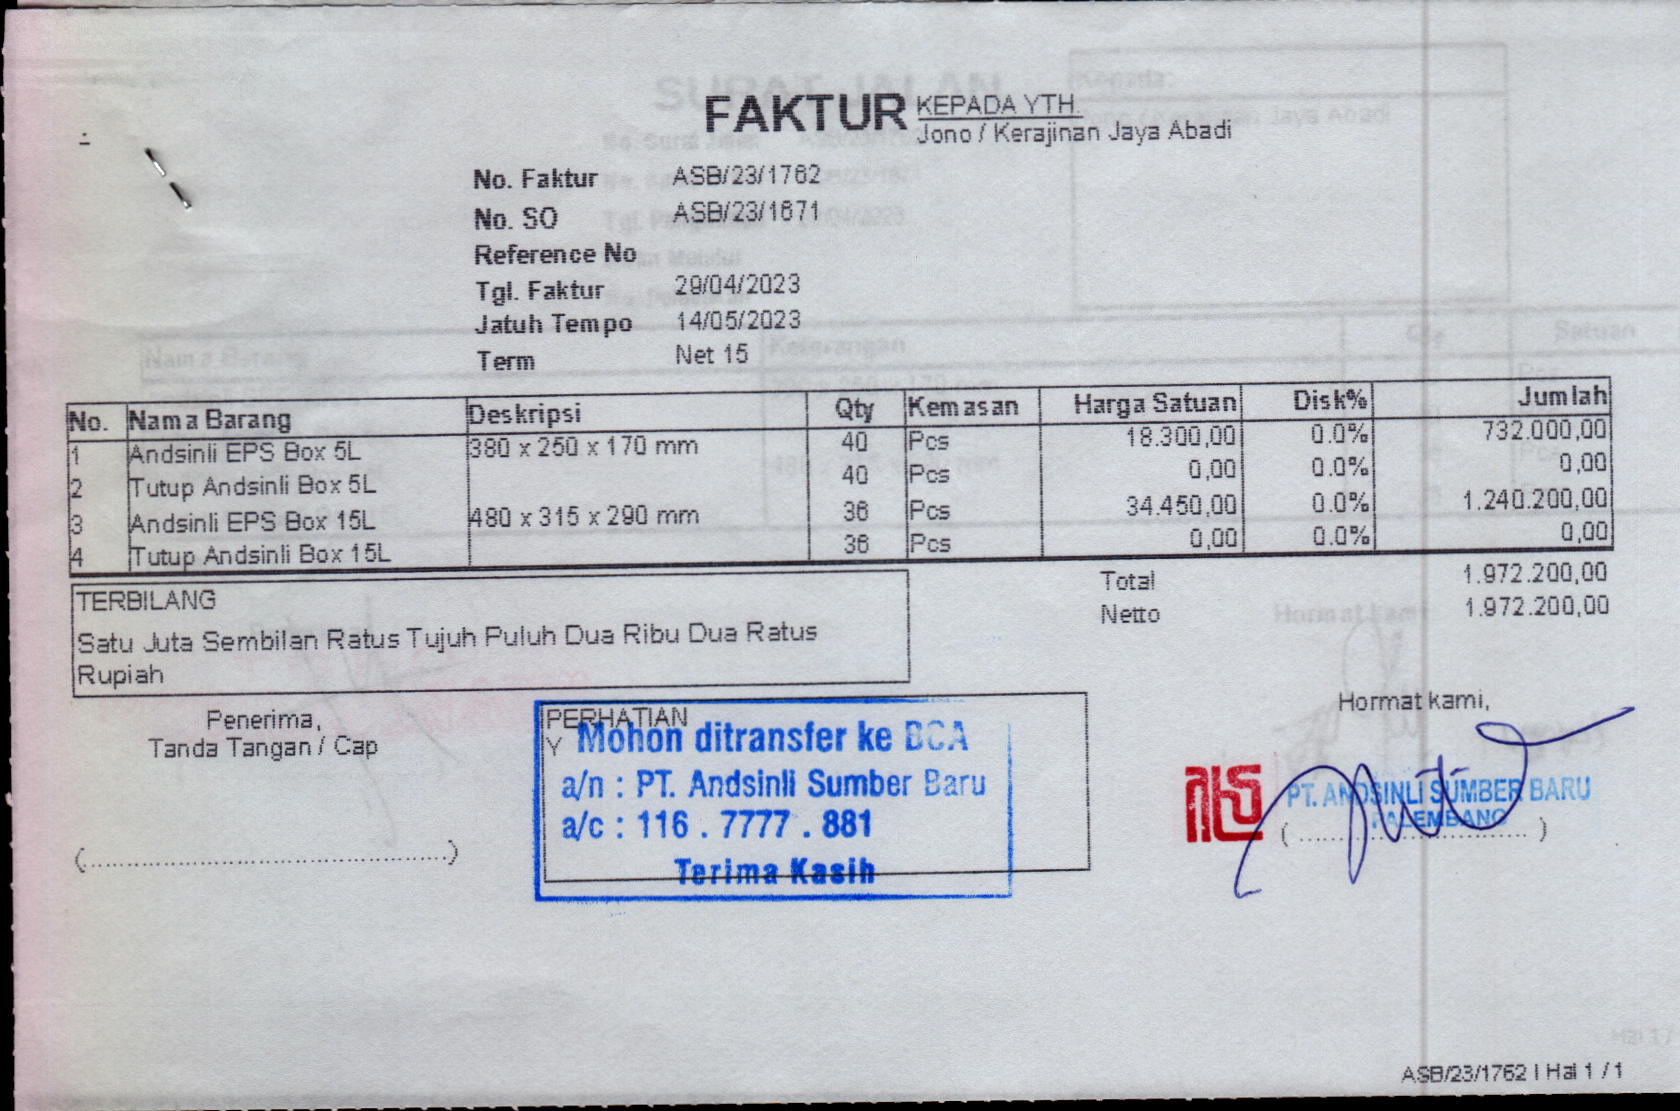 FAKTUR
KEPADA YTH.
Jono / Kerajinan Jaya Abadi
No. Faktur ASB/23/1762
No. SO ASB/23/1671
Reference No
Tgl. Faktur 29/04/2023
Jatuh Tempo 14/05/2023
Term Net 15
No. Nama Barang Deskripsi Qty Kemasan Harga Satuan Disk% Jumlah
1 Andsinli EPS Box 5L 380 x 250 x 170 mm 40 Pcs 18.300,00 0.0% 732.000,00
2 Tutup Andsinli Box 5L 40 Pcs 0,00 0.0% 0,00
3 Andsinli EPS Box 15L 480 x 315 x 290 mm 36 Pcs 34.450,00 0.0% 1.240.200,00
4 Tutup Andsinli Box 15L 36 Pcs 0,00 0.0% 0,00
Total 1.972.200,00
Netto 1.972.200,00
TERBILANG
Satu Juta Sembilan Ratus Tujuh Puluh Dua Ribu Dua Ratus
Rupiah
Penerima,
Tanda Tangan / Cap
(..................................................)
PERHATIAN
Y
Mohon ditransfer ke BCA
a/n : PT. Andsinli Sumber Baru
a/c : 116 . 7777 . 881
Terima Kasih
Hormat kami,
PT. ANDSINLI SUMBER BARU
PALEMBANG
(..................................)
ASB/23/1762 | Hal 1 / 1